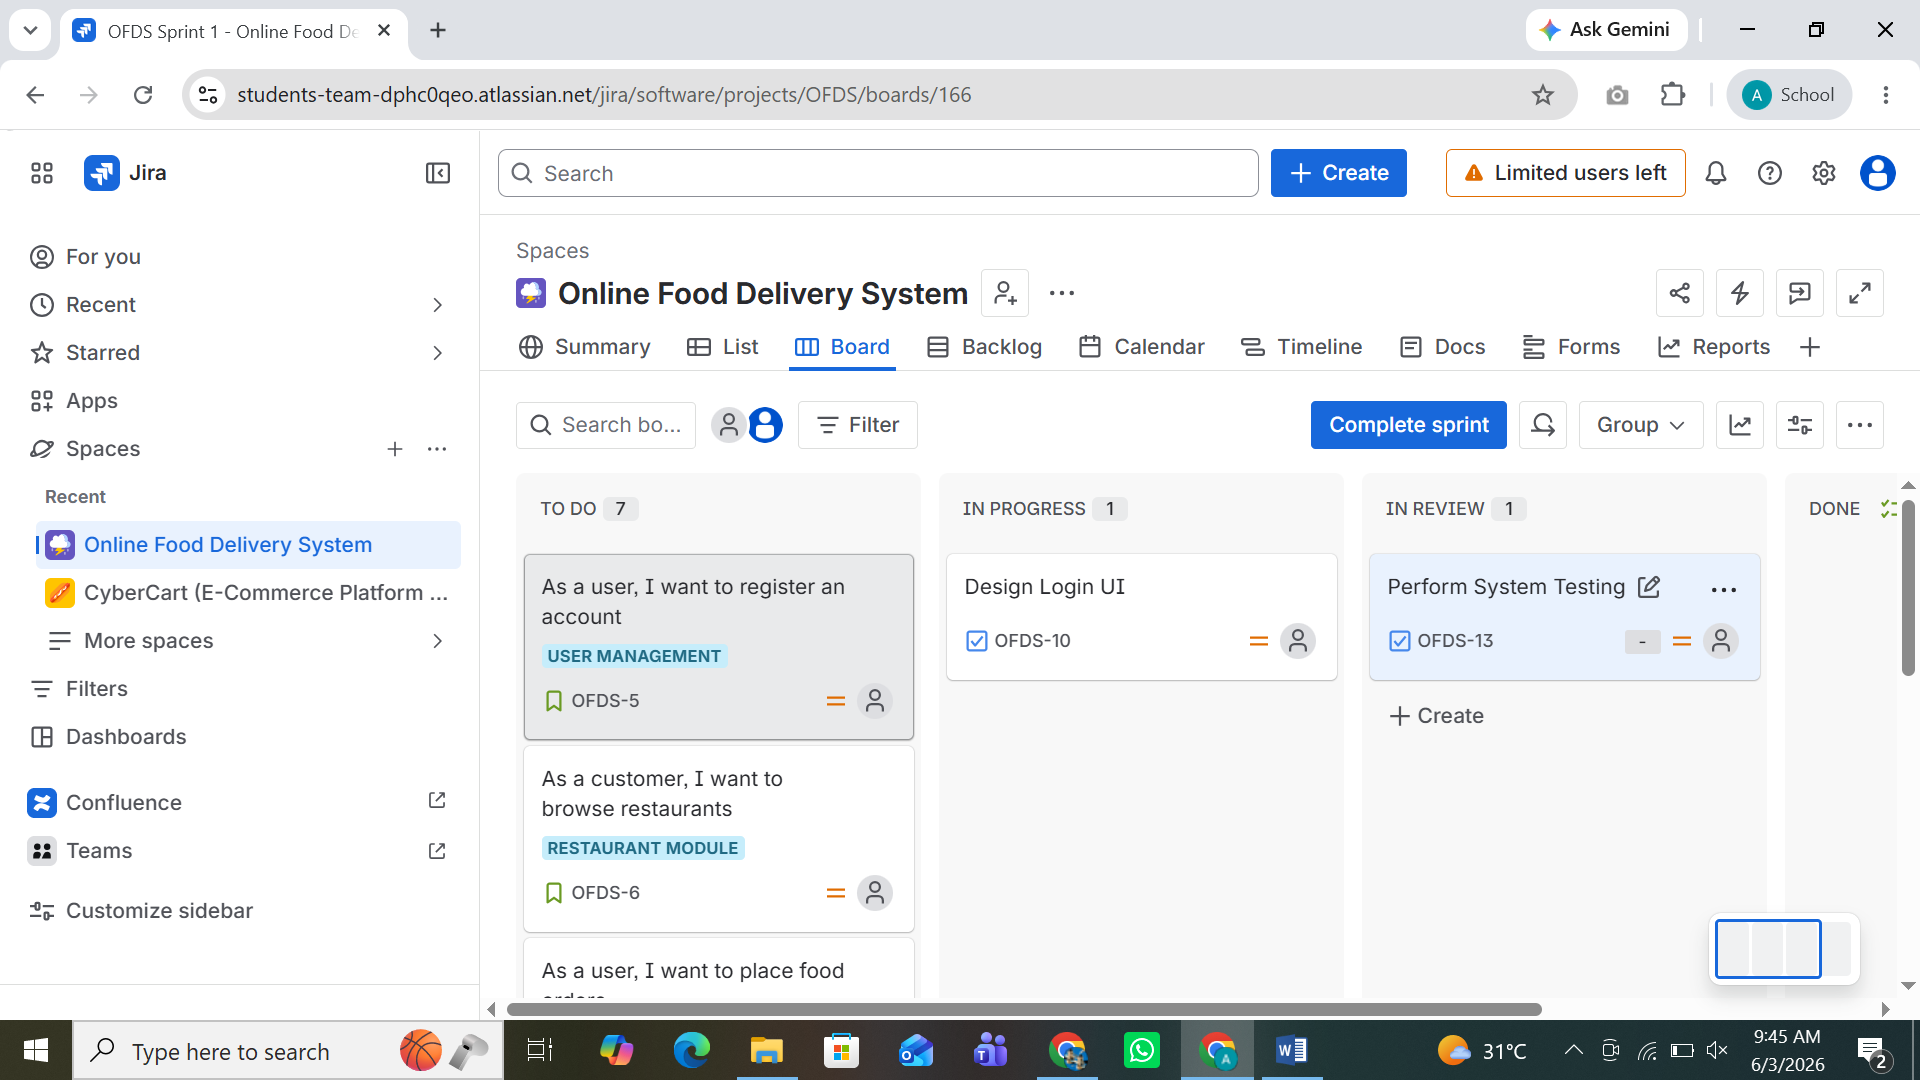 OFDS Sprint 1 - Online Food De
Ask Gemini
students-team-dphc0qeo.atlassian.net/jira/software/projects/OFDS/boards/166
A School
Jira
Search
Create
Limited users left
For you
Recent
Starred
Apps
Spaces
Recent
Online Food Delivery System
CyberCart (E-Commerce Platform ...
More spaces
Filters
Dashboards
Confluence
Teams
Customize sidebar
Spaces
Online Food Delivery System
Summary List Board Backlog Calendar Timeline Docs Forms Reports
Search bo... Filter Complete sprint Group
TO DO 7
As a user, I want to register an
account
USER MANAGEMENT
OFDS-5
As a customer, I want to
browse restaurants
RESTAURANT MODULE
OFDS-6
As a user, I want to place food
IN PROGRESS 1
Design Login UI
OFDS-10
IN REVIEW 1
Perform System Testing
OFDS-13 -
Create
DONE
Type here to search
31°C
9:45 AM
6/3/2026
2